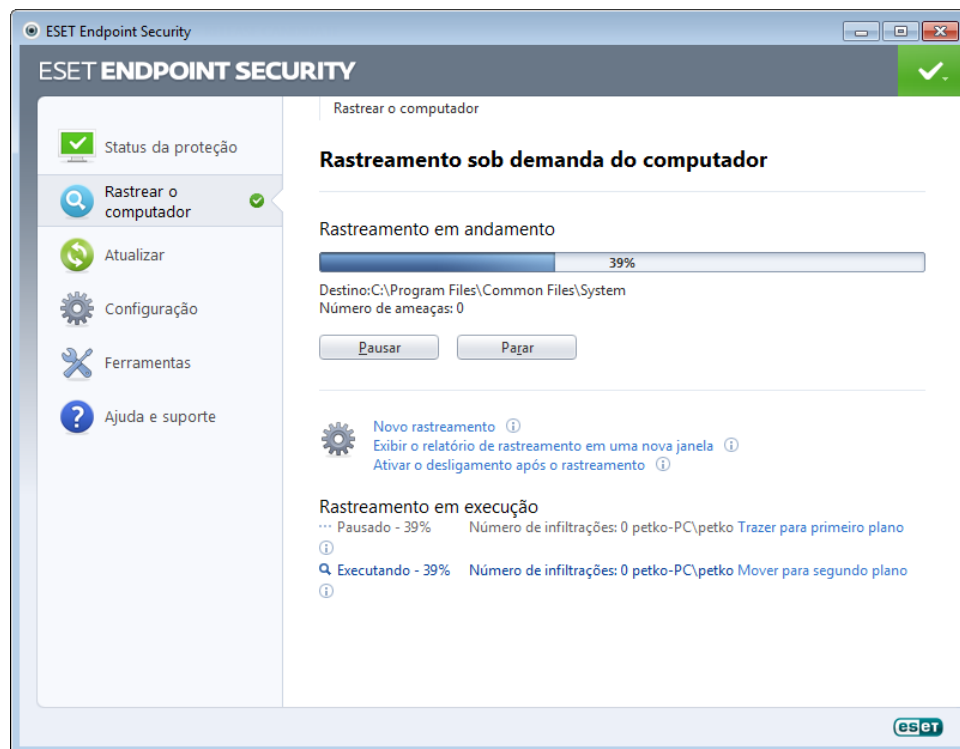 ESET Endpoint Security
ESET ENDPOINT SECURITY
Status da proteção
Rastrear o
computador
Atualizar
Configuração
Ferramentas
Ajuda e suporte
Rastrear o computador
Rastreamento sob demanda do computador
Rastreamento em andamento
39%
Destino:C:\Program Files\Common Files\System
Número de ameaças: 0
Pausar
Parar
Novo rastreamento
Exibir o relatório de rastreamento em uma nova janela
Ativar o desligamento após o rastreamento
Rastreamento em execução
Pausado - 39% Número de infiltrações: 0 petko-PC\petko Trazer para primeiro plano
Executando - 39% Número de infiltrações: 0 petko-PC\petko Mover para segundo plano
eset